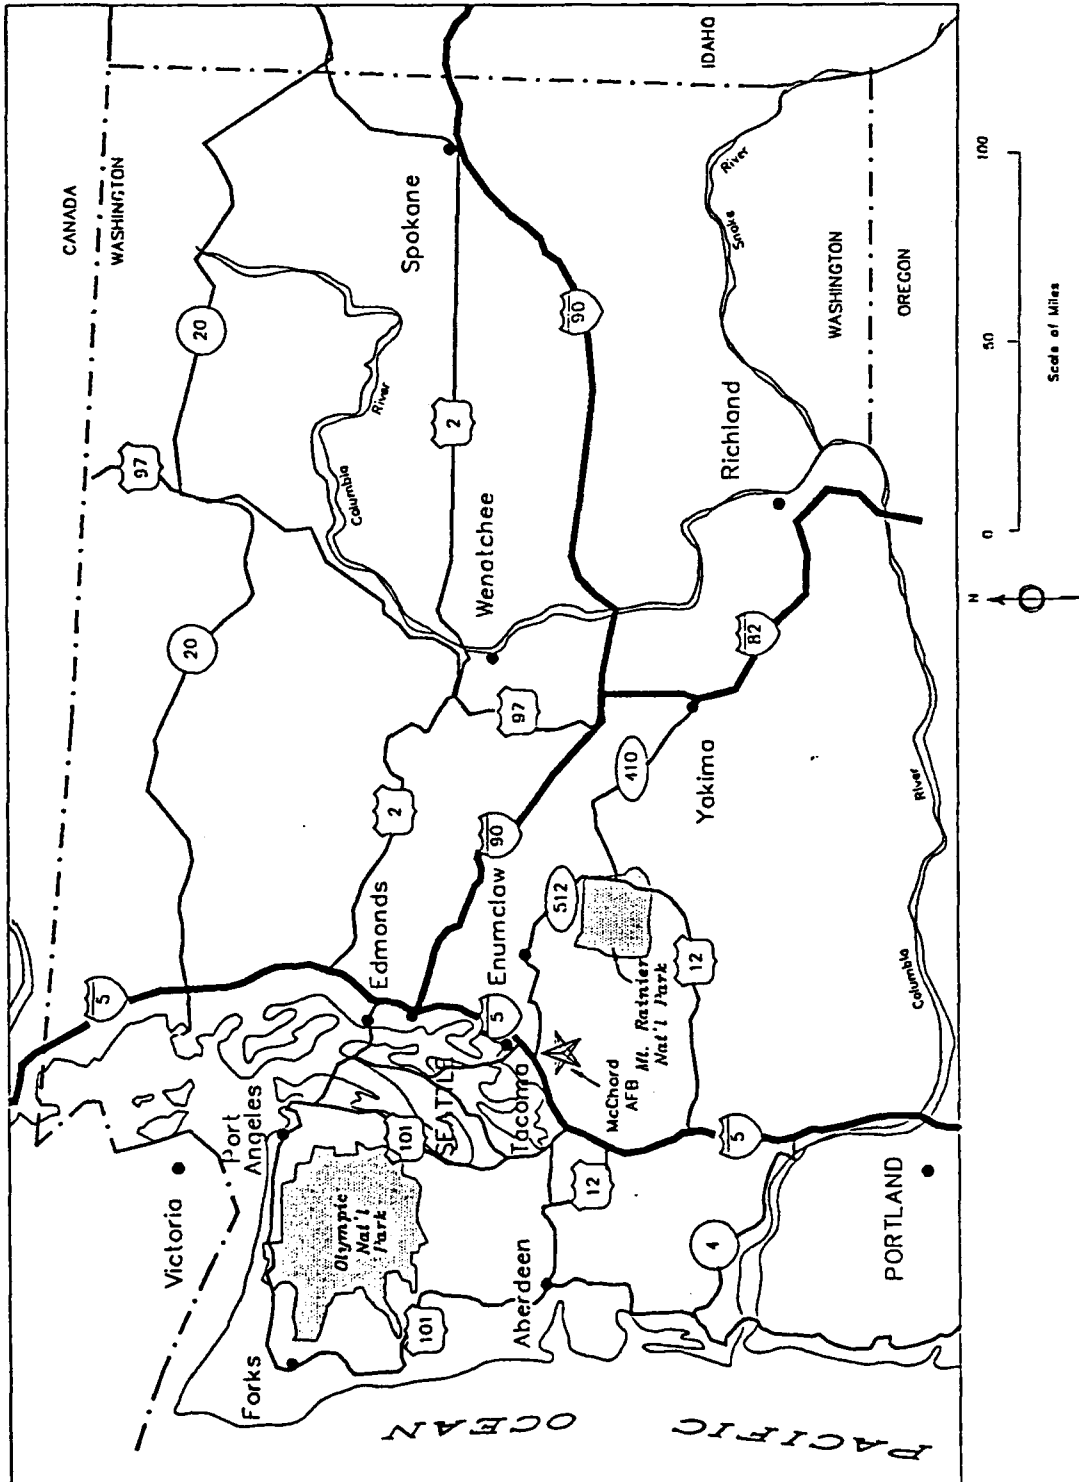 CANADA
WASHINGTON
IDAHO
20
97
20
Columbia
River
Spokane
2
90
Wenatchee
97
2
90
5
Edmonds
Enumclaw
5
SEATTLE
Tacoma
512
410
Mt. Rainier
Nat'l Park
McChord
AFB
12
Yakima
82
Richland
Snake
River
WASHINGTON
OREGON
Victoria
Port
Angeles
101
Olympic
Nat'l
Park
Forks
101
Aberdeen
12
5
4
PORTLAND
Columbia
River
PACIFIC OCEAN
N
0
50
100
Scale of Miles